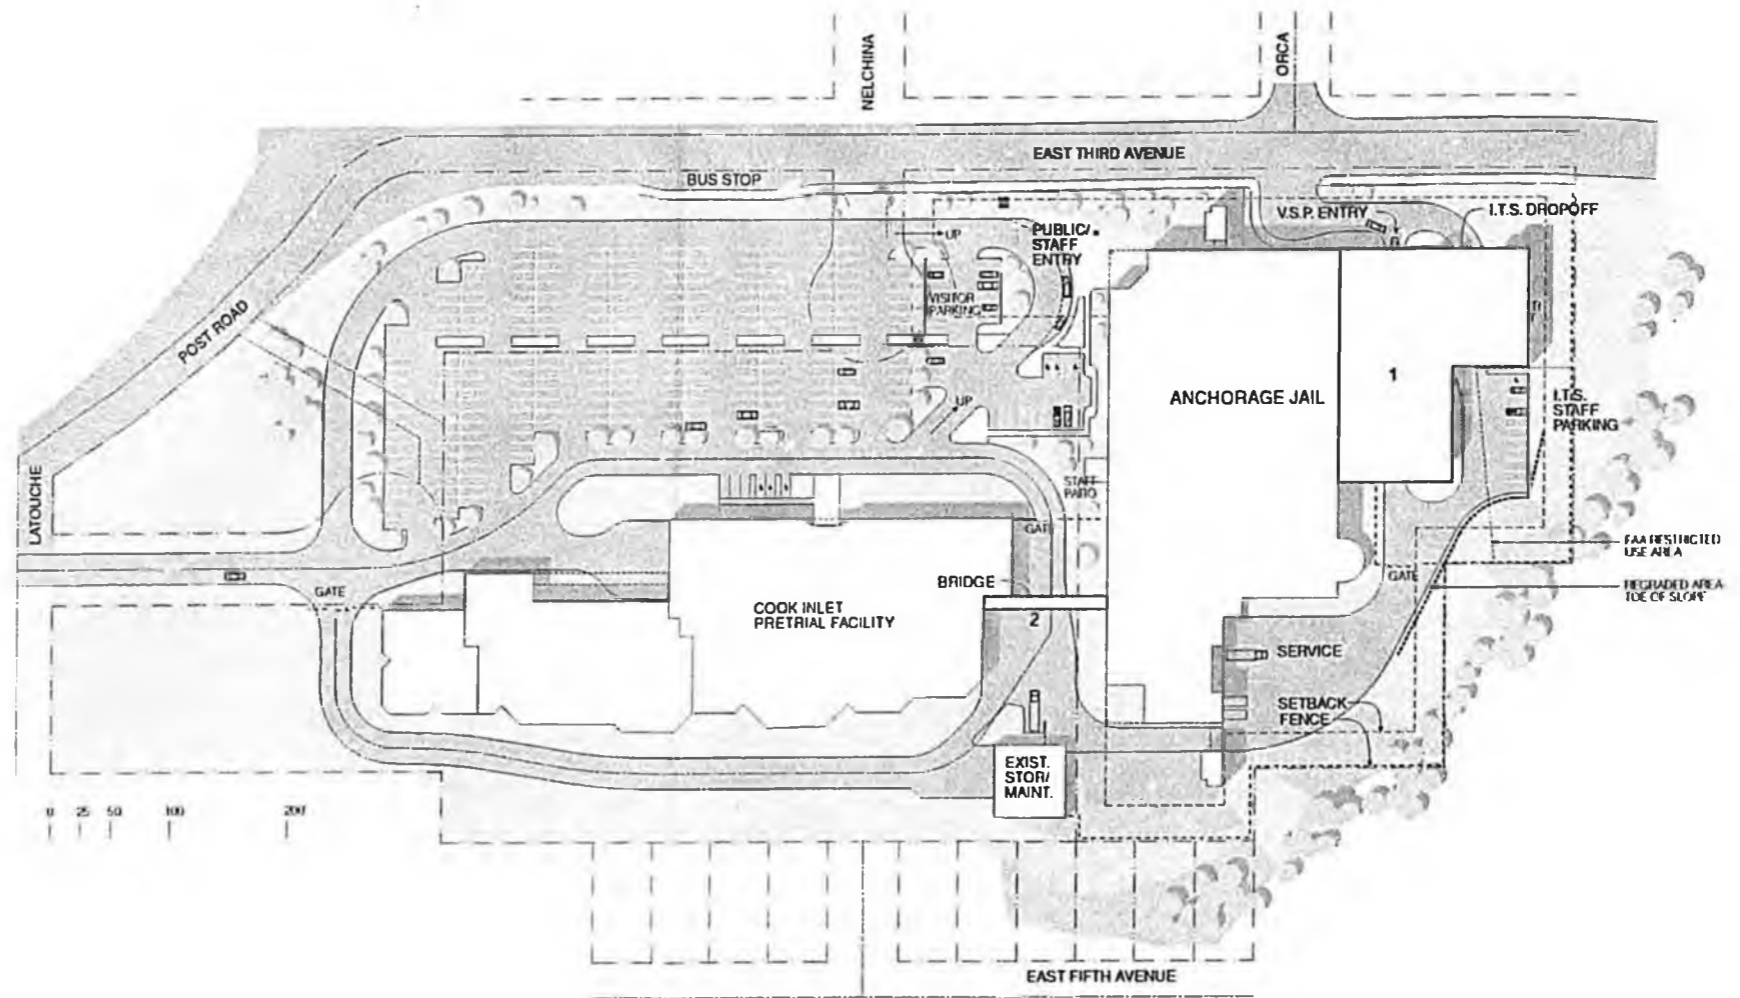 NELCHINA
ORCA
EAST THIRD AVENUE
BUS STOP
V.S.P. ENTRY
I.T.S. DROPOFF
UP
PUBLIC/
STAFF
ENTRY
VISITOR
PARKING
POST ROAD
ANCHORAGE JAIL
1
I.T.S.
STAFF
PARKING
UP
STAFF
PATIO
LATOUCHE
GATE
FAA RESTRICTED
USE AREA
GATE
BRIDGE
GATE
REGRADED AREA
TOE OF SLOPE
COOK INLET
PRETRIAL FACILITY
2
SERVICE
SETBACK
FENCE
EXIST.
STOR/
MAINT.
0 25 50 100 200'
EAST FIFTH AVENUE